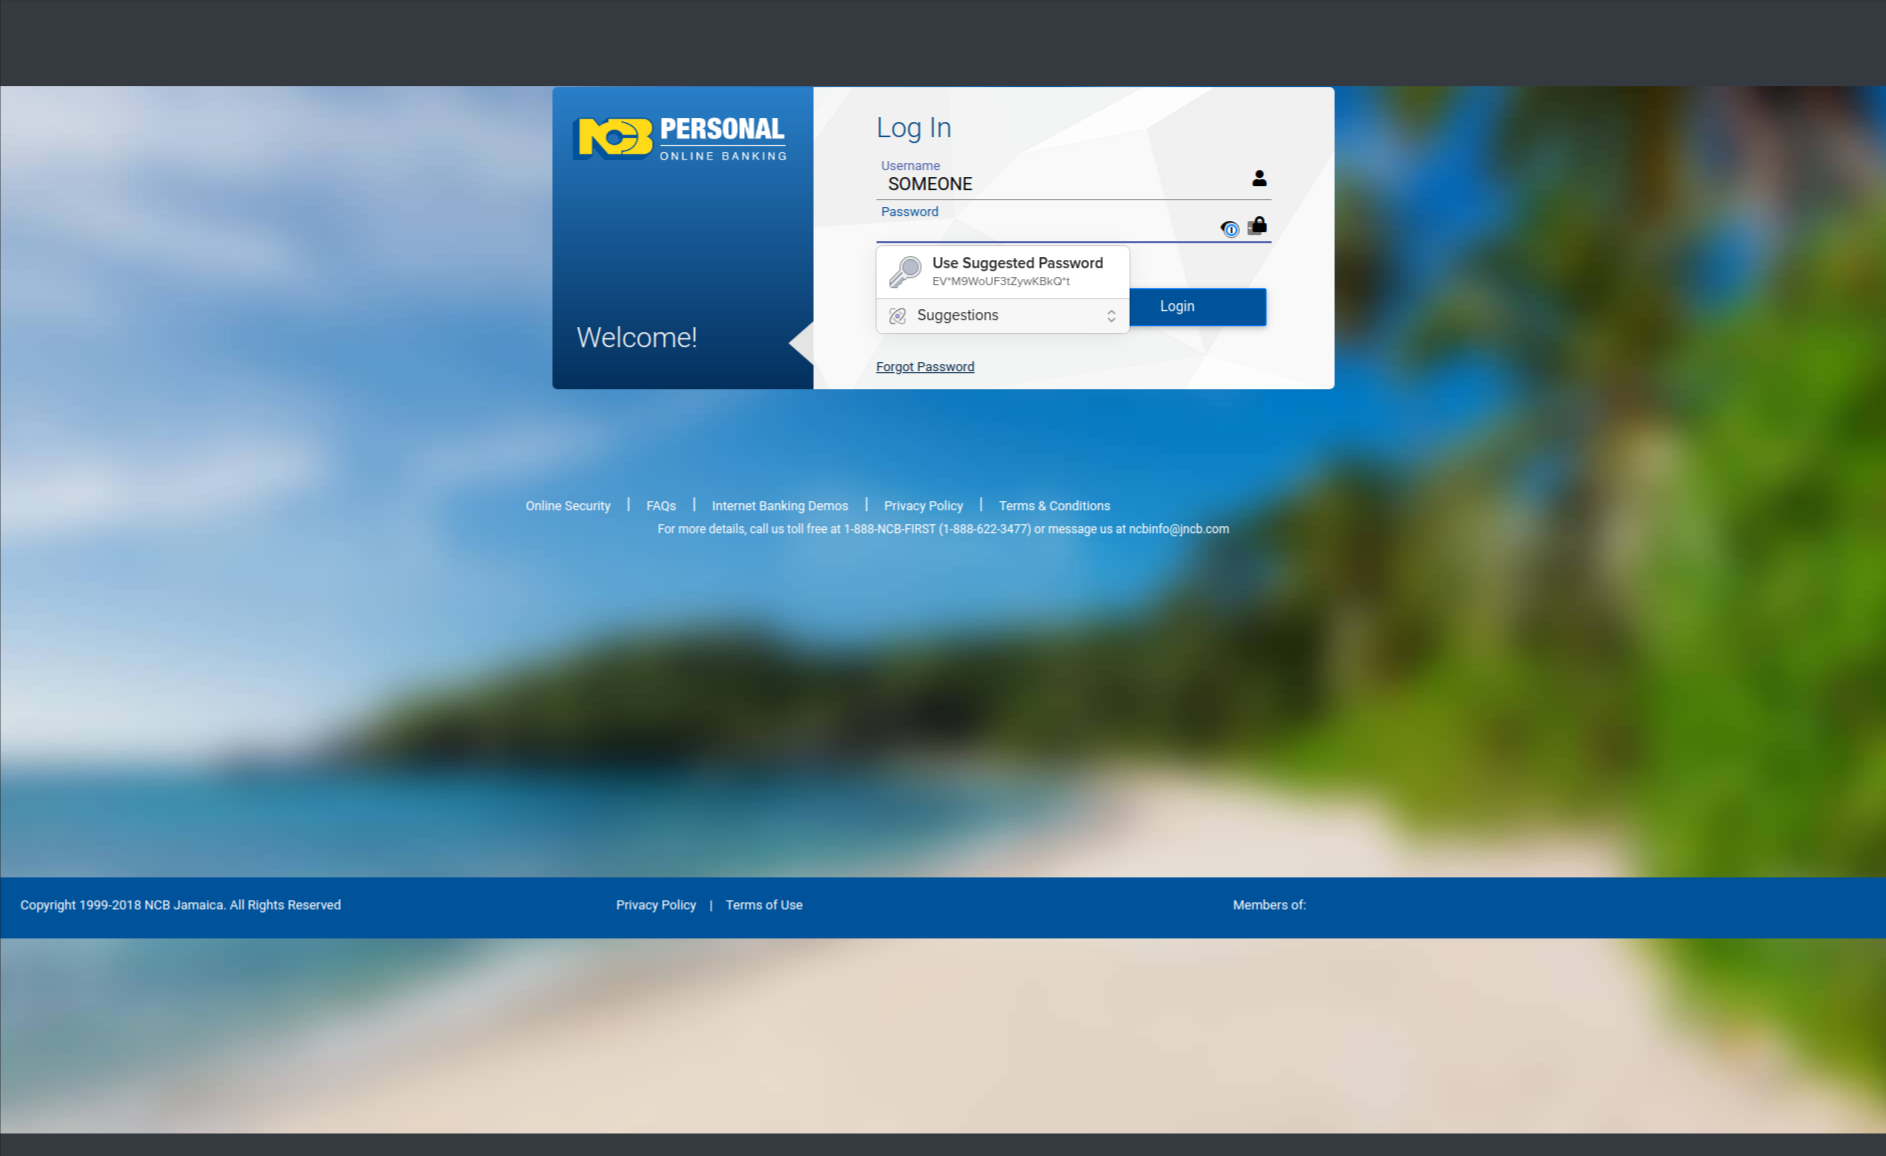 NCB PERSONAL
ONLINE BANKING
Welcome!
Log In
Username
SOMEONE
Password
Use Suggested Password
EV*M9WoUF3tZywKBkQ*t
Suggestions
Login
Forgot Password
Online Security | FAQs | Internet Banking Demos | Privacy Policy | Terms & Conditions
For more details, call us toll free at 1-888-NCB-FIRST (1-888-622-3477) or message us at ncbinfo@jncb.com
Copyright 1999-2018 NCB Jamaica. All Rights Reserved
Privacy Policy | Terms of Use
Members of: